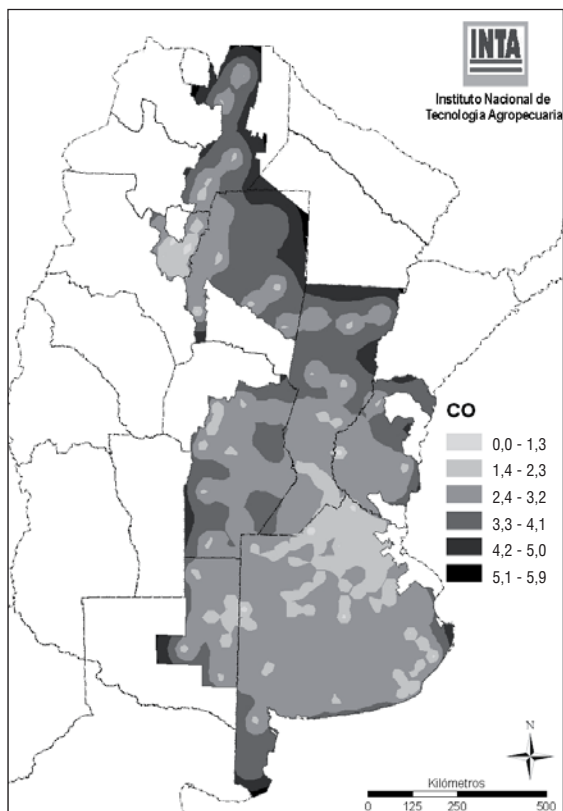 INTA
Instituto Nacional de
Tecnologia Agropecuaria
CO
0,0 - 1,3
1,4 - 2,3
2,4 - 3,2
3,3 - 4,1
4,2 - 5,0
5,1 - 5,9
N
Kilómetros
0 125 250 500